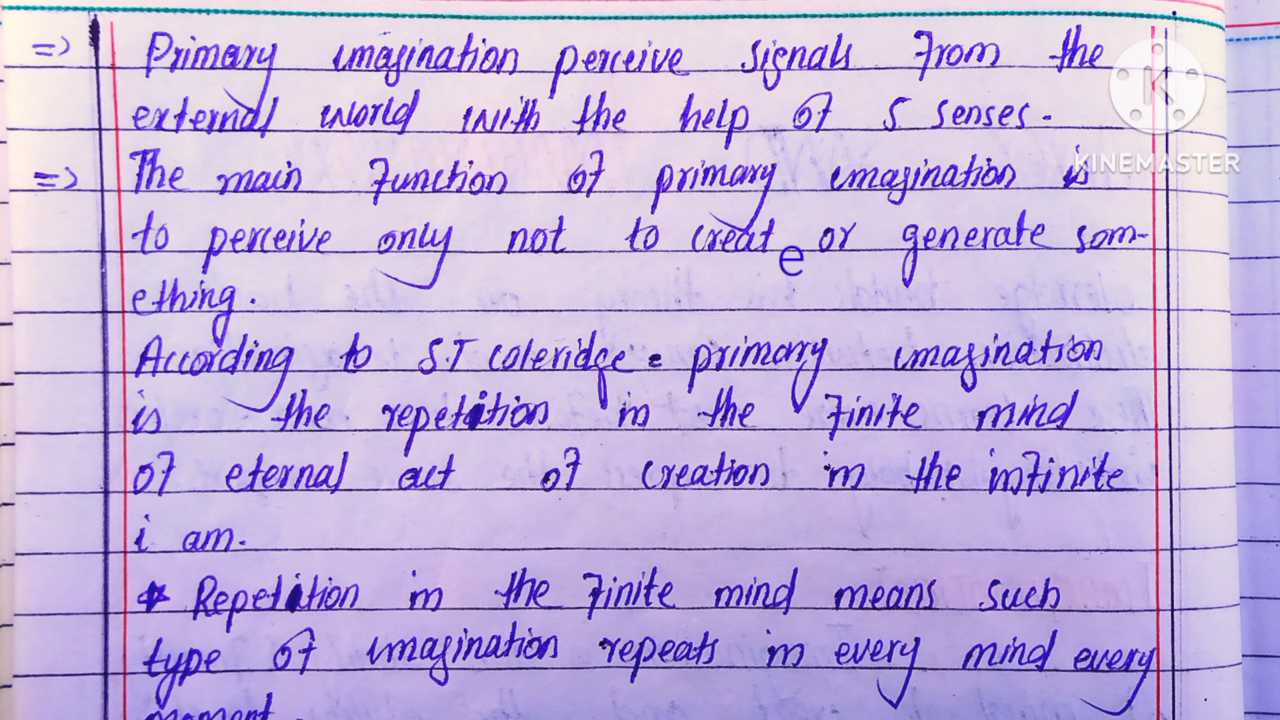 => Primary imagination perceive signals from the
external world with the help of 5 senses.
=> The main function of primary imagination is
to perceive only not to create or generate som-
ething.
According to S.T coleridge = primary imagination
is the repetition in the finite mind
of eternal act of creation in the infinite
i am.
* Repetition in the finite mind means such
type of imagination repeats in every mind every
moment.
KINEMASTER